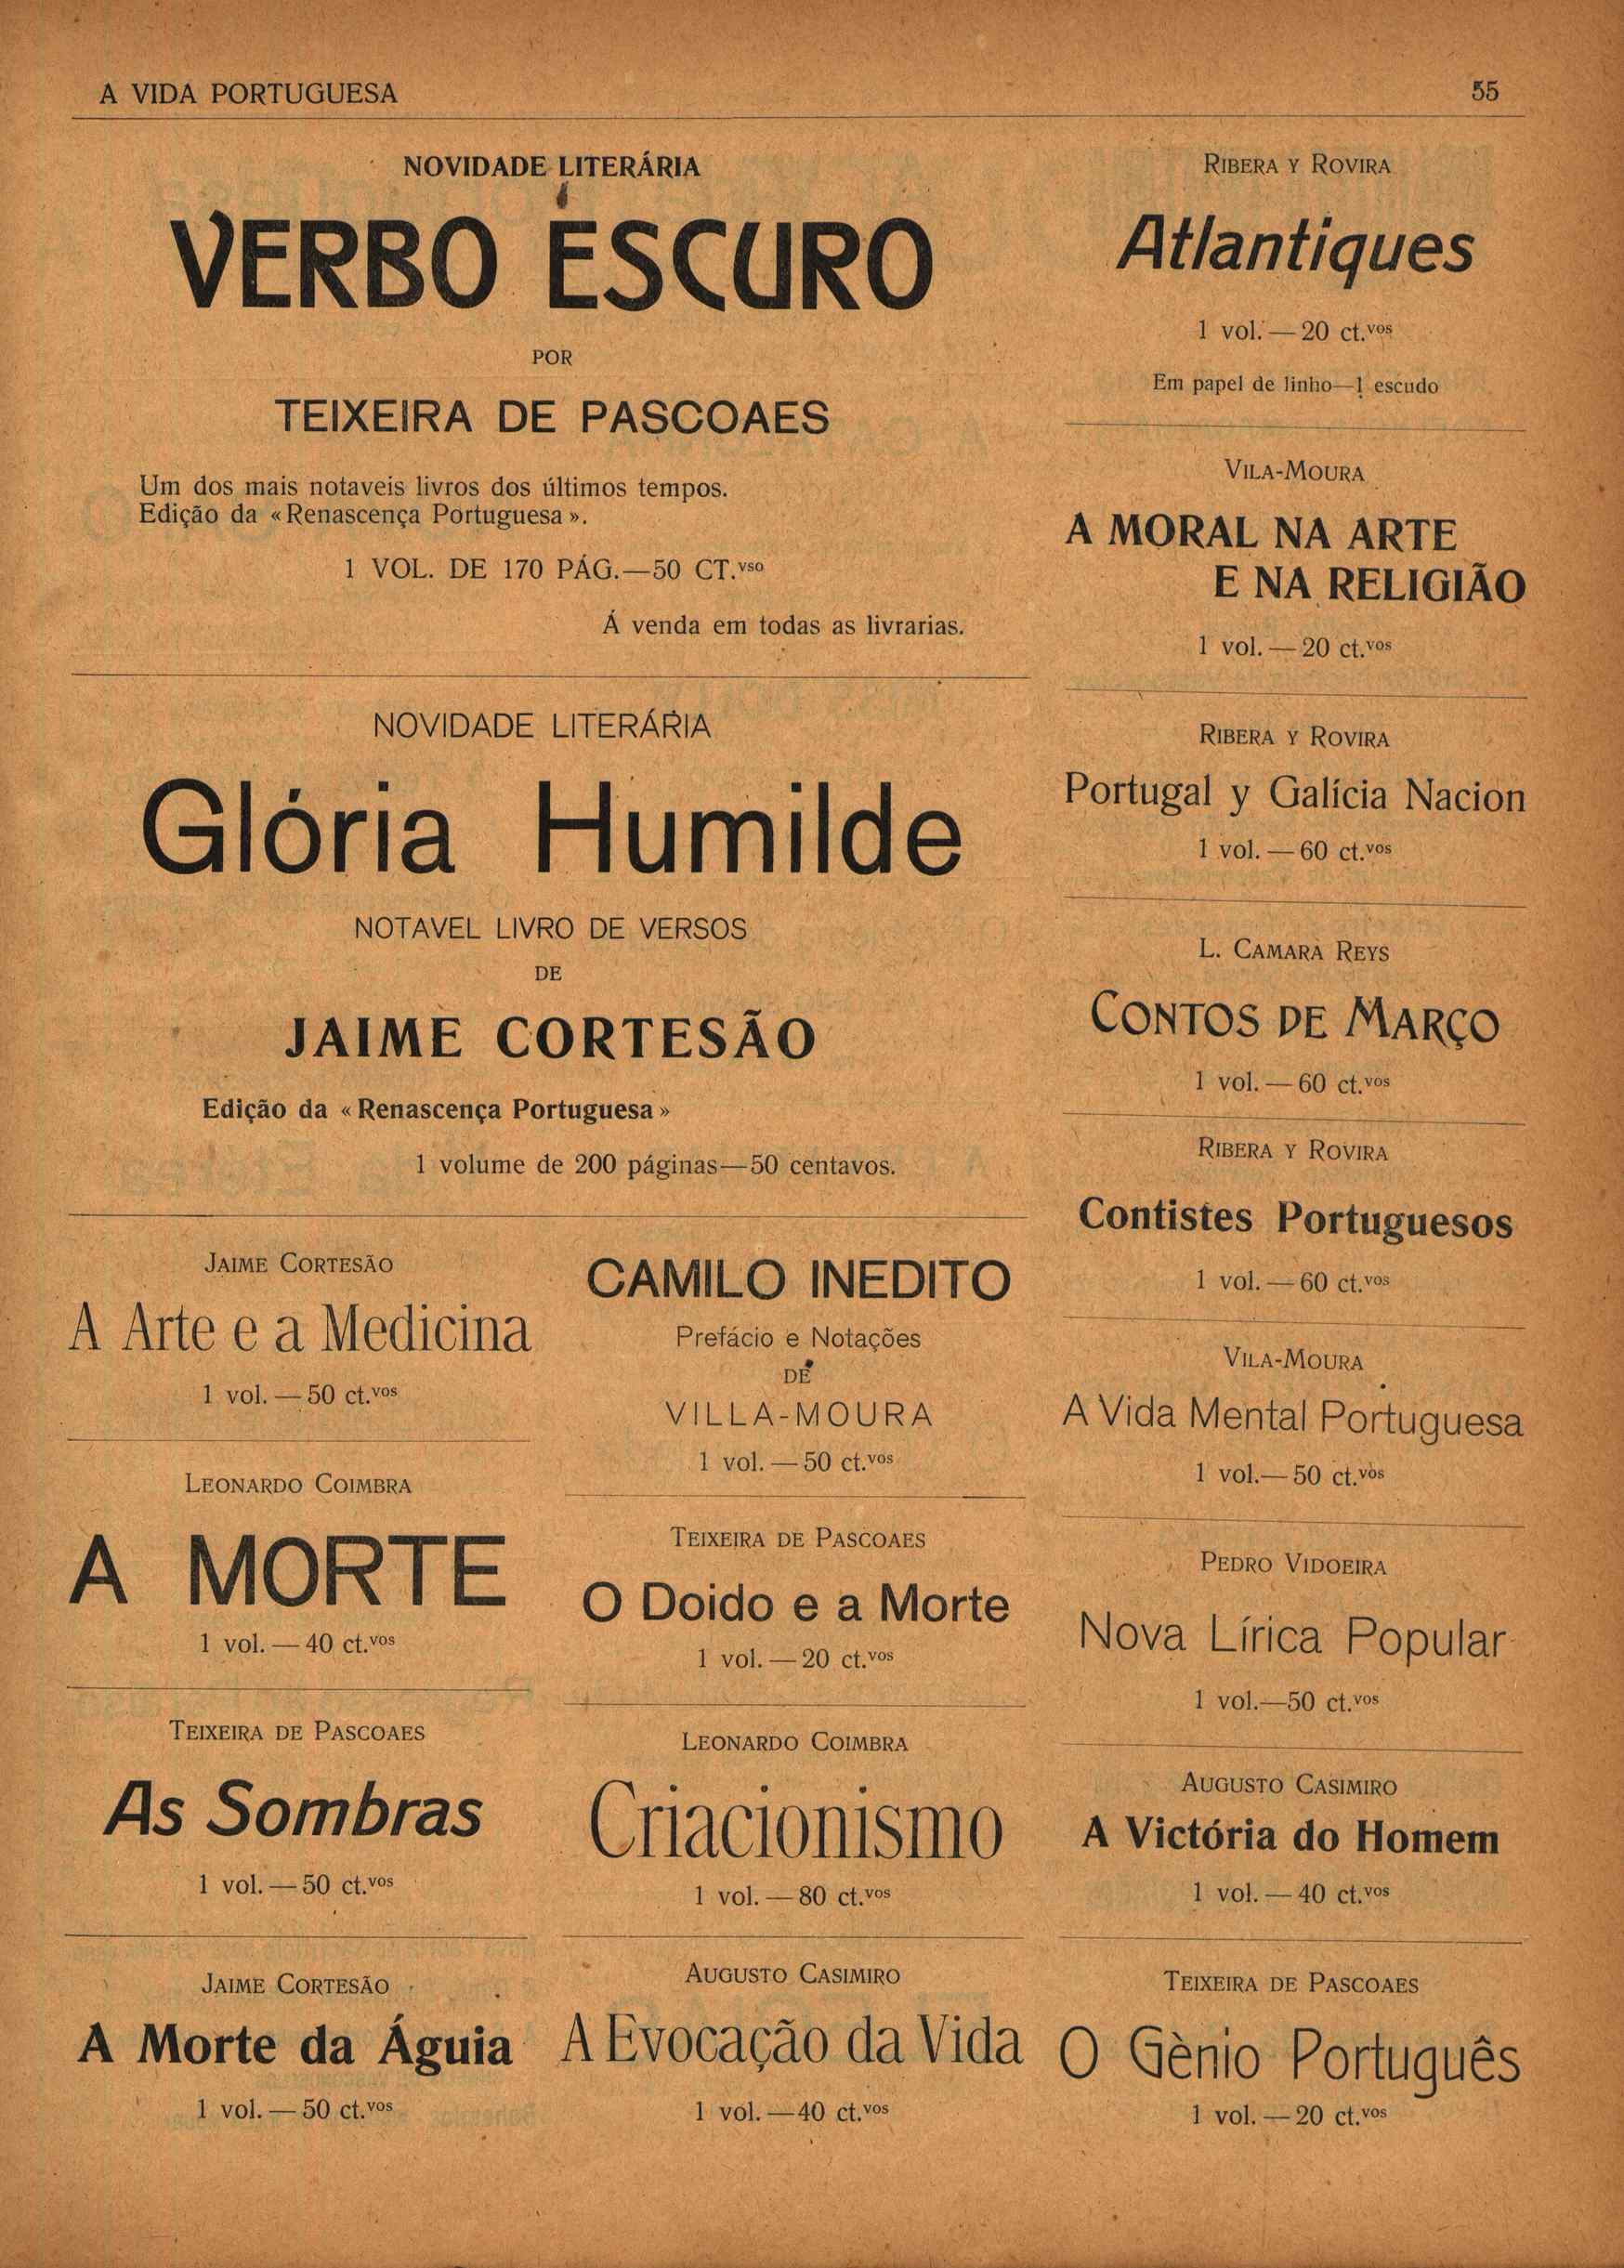 A VIDA PORTUGUESA
55
NOVIDADE LITERÁRIA
VERBO ESCURO
POR
TEIXEIRA DE PASCOAES
Um dos mais notaveis livros dos últimos tempos.
Edição da «Renascença Portuguesa».
1 VOL. DE 170 PÁG.—50 CT.vso
Á venda em todas as livrarias.
NOVIDADE LITERÁRIA
Glória Humilde
NOTAVEL LIVRO DE VERSOS
DE
JAIME CORTESÃO
Edição da «Renascença Portuguesa»
1 volume de 200 páginas—50 centavos.
JAIME CORTESÃO
A Arte e a Medicina
1 vol.—50 ct.vos
LEONARDO COIMBRA
A MORTE
1 vol.—40 ct.vos
TEIXEIRA DE PASCOAES
As Sombras
1 vol.—50 ct.vos
JAIME CORTESÃO
A Morte da Águia
1 vol.—50 ct.vos
CAMILO INEDITO
Prefácio e Notações
DE
VILLA-MOURA
1 vol.—50 ct.vos
TEIXEIRA DE PASCOAES
O Doido e a Morte
1 vol.—20 ct.vos
LEONARDO COIMBRA
Criacionismo
1 vol.—80 ct.vos
AUGUSTO CASIMIRO
A Evocação da Vida
1 vol.—40 ct.vos
RIBERA Y ROVIRA
Atlantiques
1 vol.—20 ct.vos
Em papel de linho—1 escudo
VILA-MOURA
A MORAL NA ARTE
E NA RELIGIÃO
1 vol.—20 ct.vos
RIBERA Y ROVIRA
Portugal y Galícia Nacion
1 vol.—60 ct.vos
L. CAMARA REYS
CONTOS DE MARÇO
1 vol.—60 ct.vos
RIBERA Y ROVIRA
Contistes Portuguesos
1 vol.—60 ct.vos
VILA-MOURA
A Vida Mental Portuguesa
1 vol.—50 ct.vos
PEDRO VIDOEIRA
Nova Lírica Popular
1 vol.—50 ct.vos
AUGUSTO CASIMIRO
A Victória do Homem
1 vol.—40 ct.vos
TEIXEIRA DE PASCOAES
O Gènio Português
1 vol.—20 ct.vos